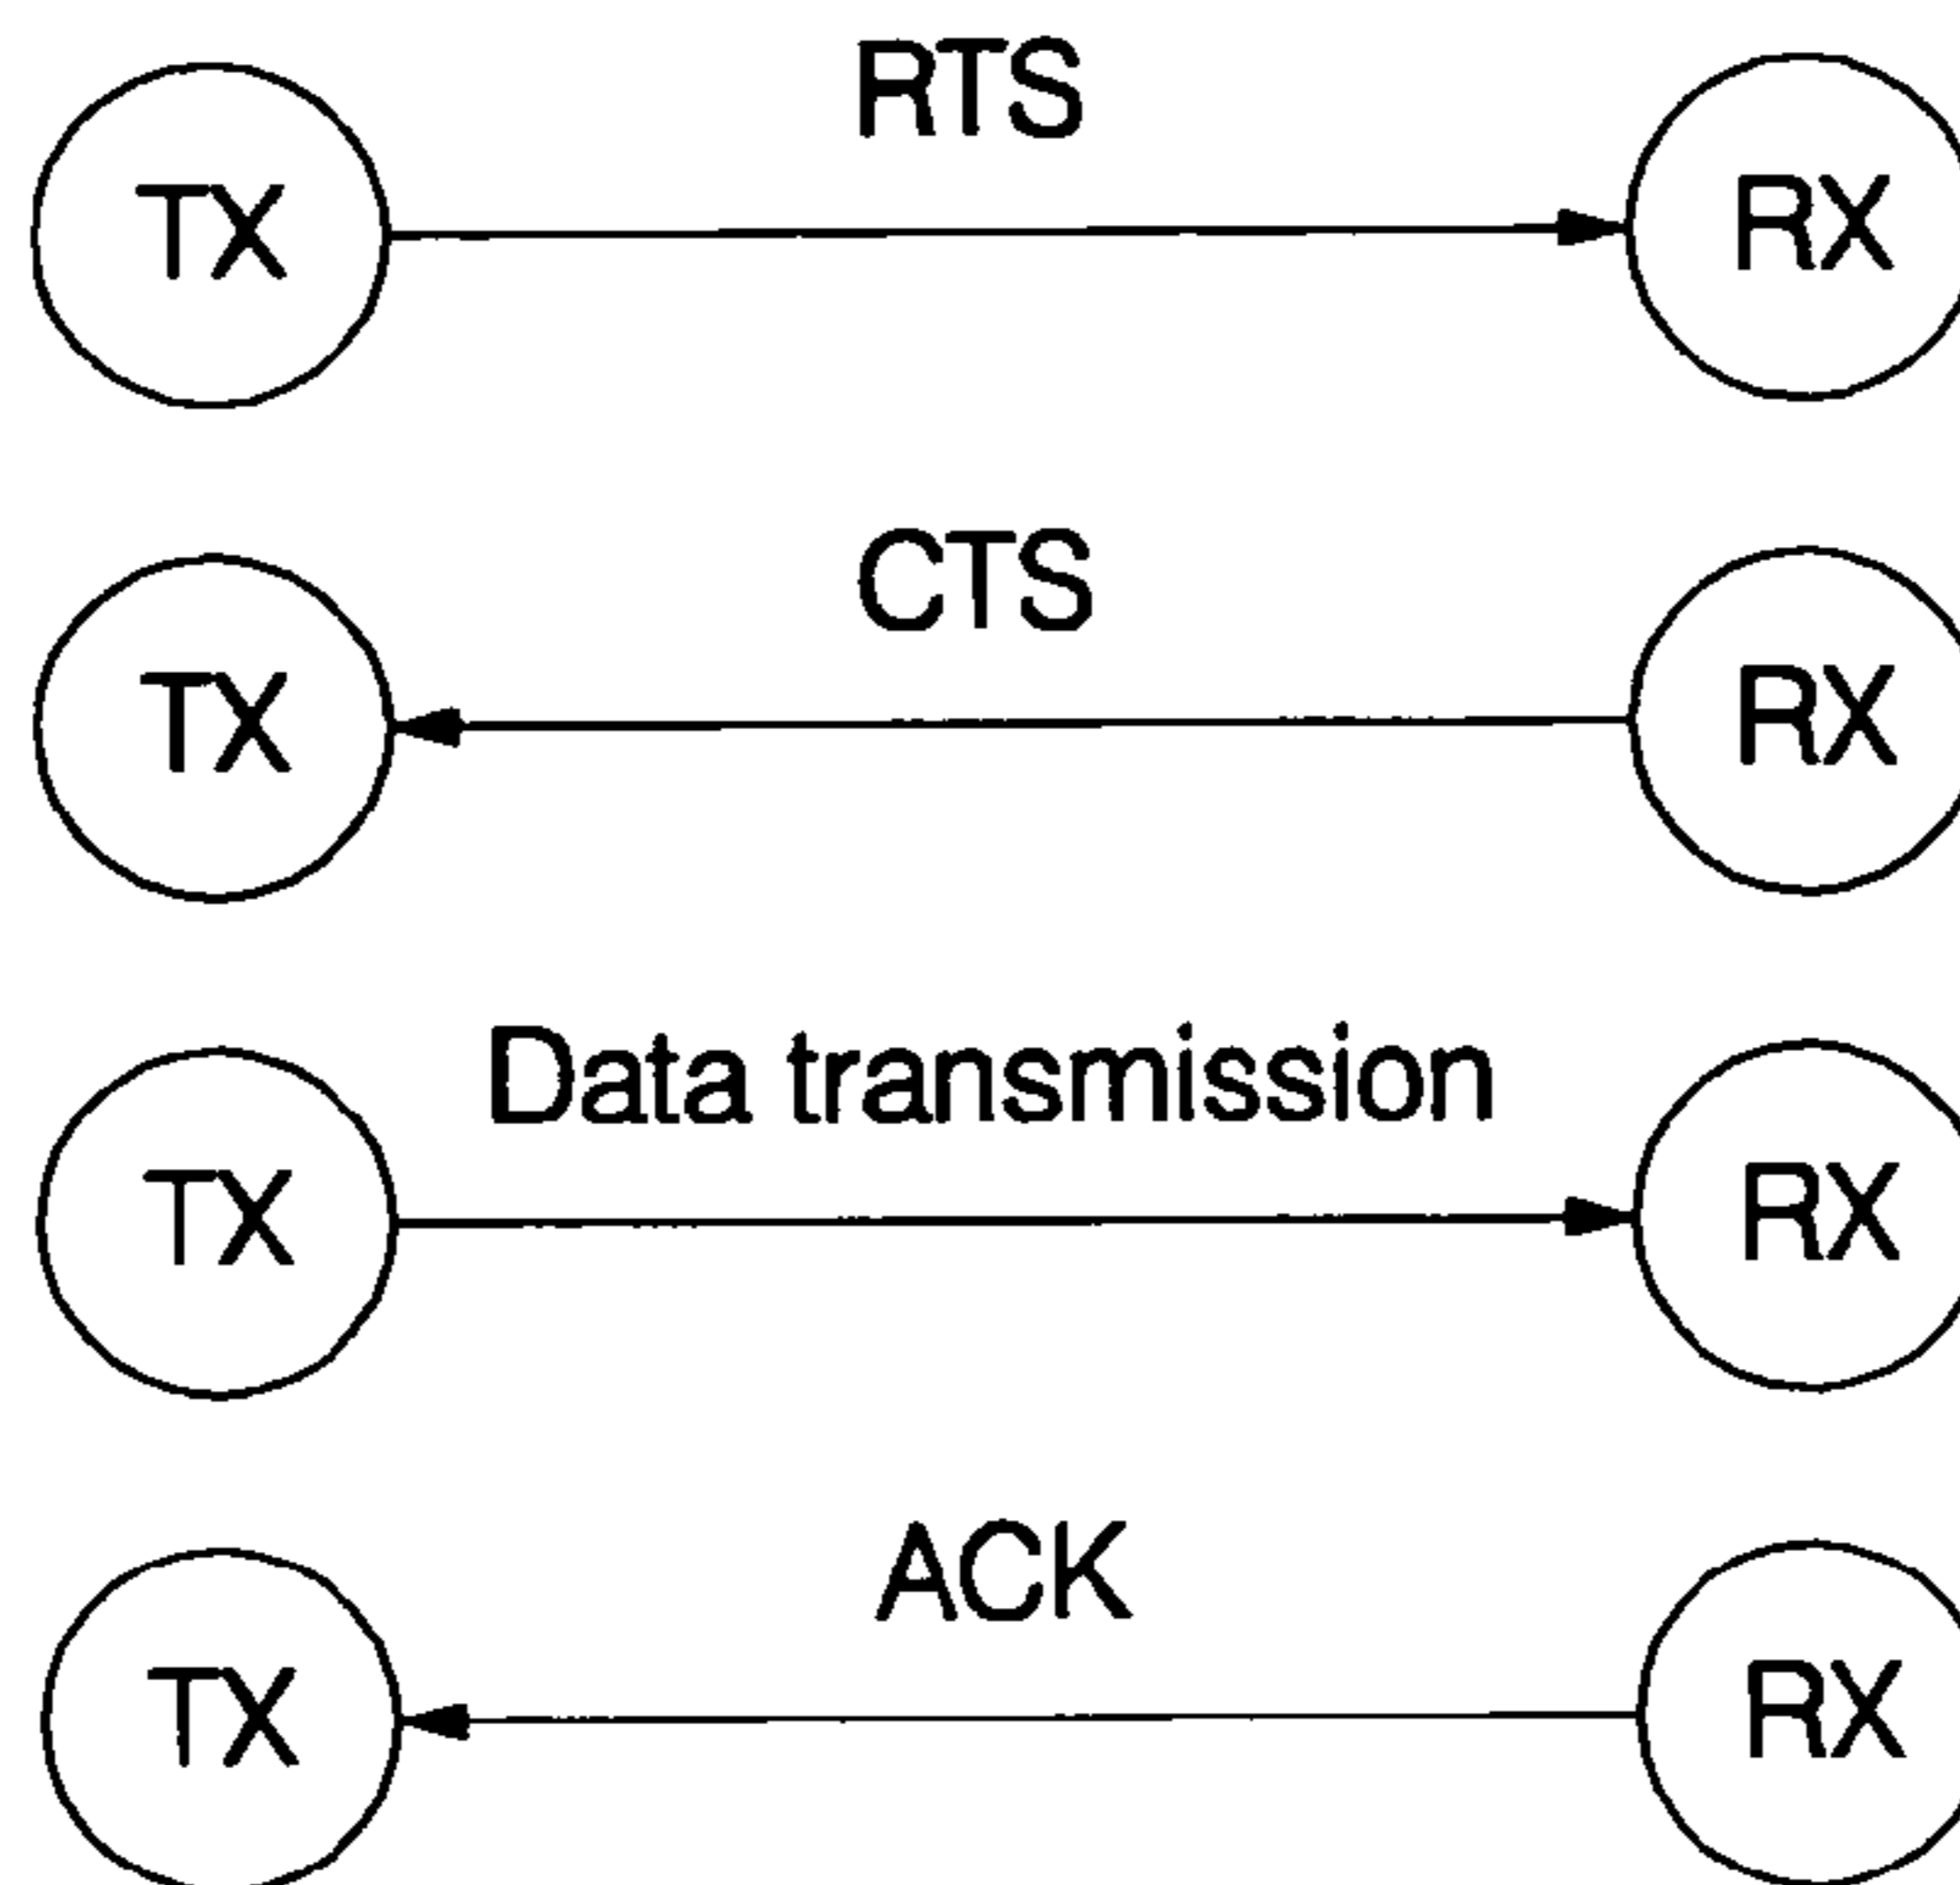 RTS
TX RX
CTS
TX RX
Data transmission
TX RX
ACK
TX RX